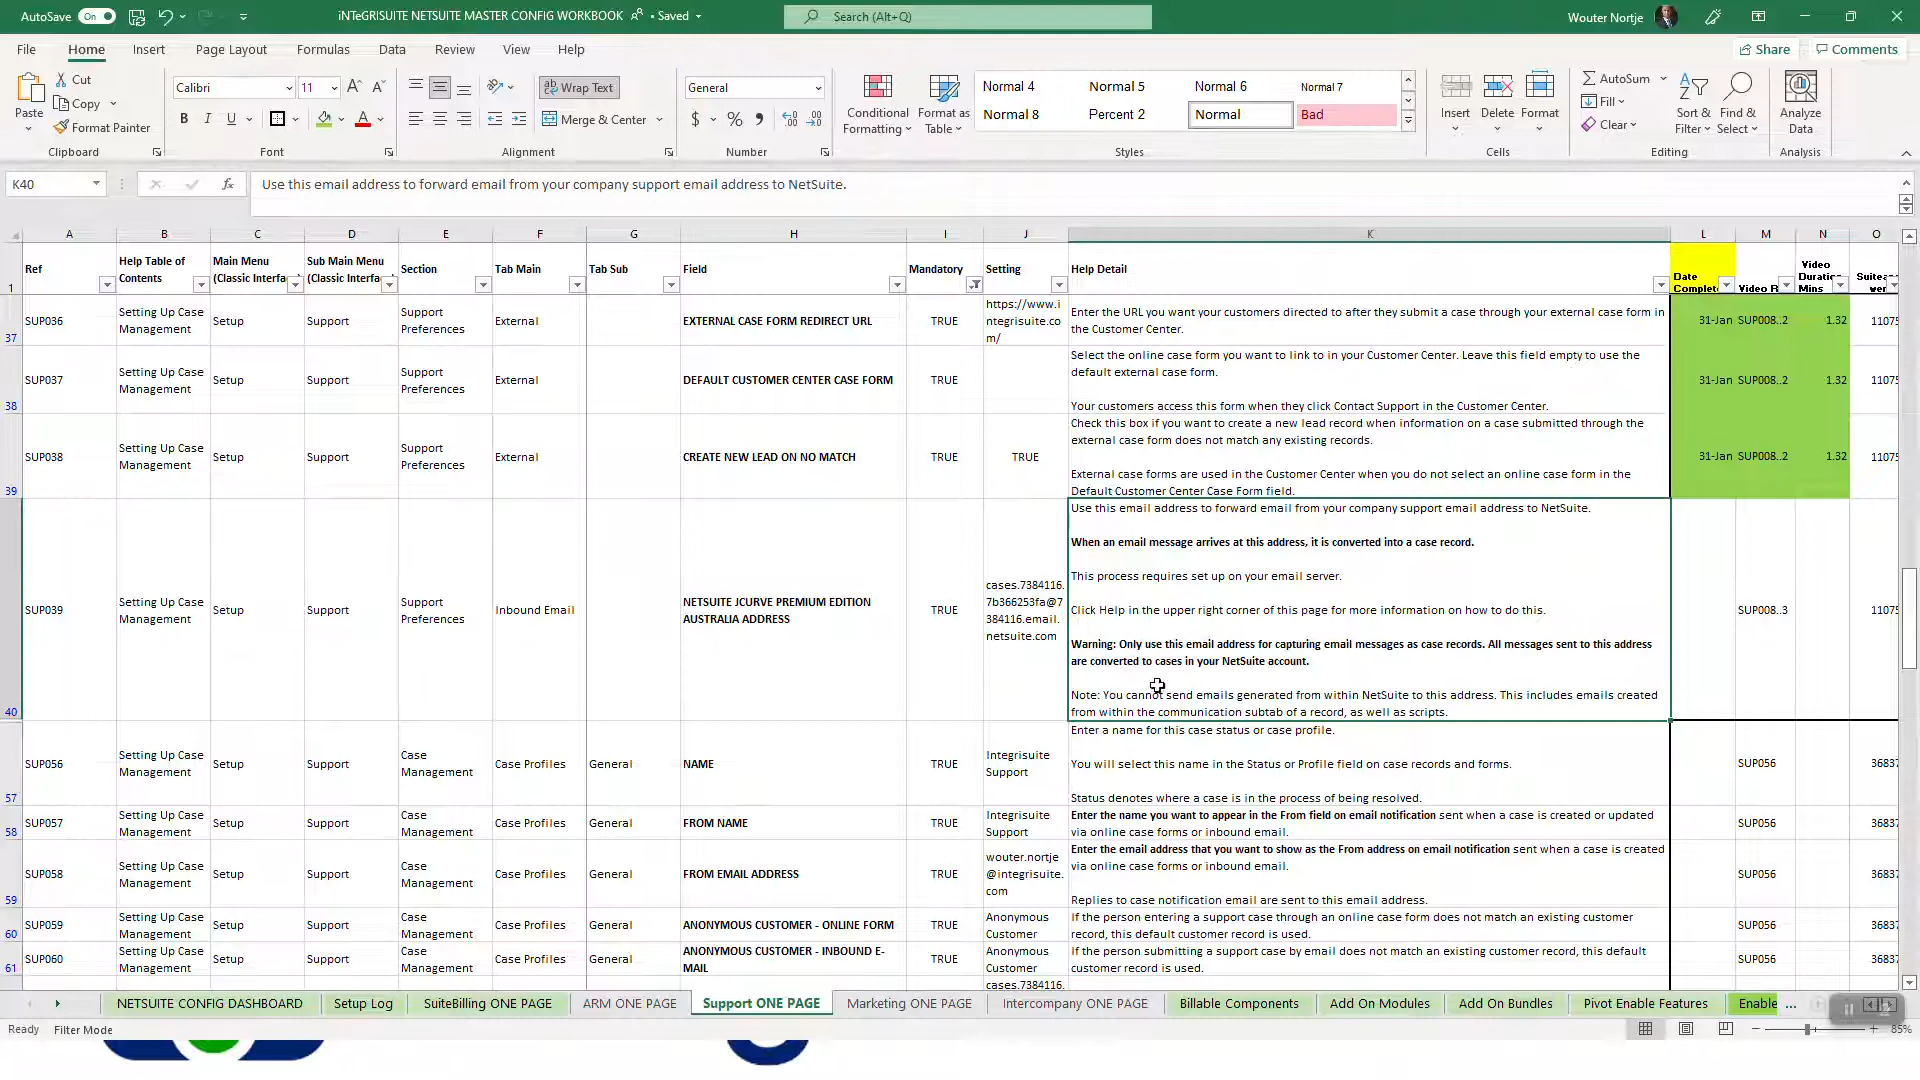 AutoSave On
iNTeGRISUITE NETSUITE MASTER CONFIG WORKBOOK • Saved
Search (Alt+Q)
Wouter Nortje
File Home Insert Page Layout Formulas Data Review View Help
Share Comments
Paste
Cut
Copy
Format Painter
Clipboard
Calibri 11
B I U
Font
Wrap Text
Merge & Center
Alignment
General
$ % 9
Number
Conditional Formatting
Format as Table
Normal 4 Normal 5 Normal 6 Normal 7
Normal 8 Percent 2 Normal Bad
Styles
Insert Delete Format
Cells
AutoSum
Fill
Clear
Sort & Filter
Find & Select
Editing
Analyze Data
Analysis
K40
fx
Use this email address to forward email from your company support email address to NetSuite.
A B C D E F G H I J K L M N O
1
Ref
Help Table of
Contents
Main Menu
(Classic Interfa
Sub Main Menu
(Classic Interfa
Section
Tab Main
Tab Sub
Field
Mandatory
Setting
Help Detail
Date
Complet
Video R
Video
Duratio
Mins
37
SUP036
Setting Up Case
Management
Setup
Support
Support
Preferences
External
EXTERNAL CASE FORM REDIRECT URL
TRUE
https://www.i
ntegrisuite.co
m/
Enter the URL you want your customers directed to after they submit a case through your external case form in
the Customer Center.
31-Jan SUP008..2 1.32 11075
38
SUP037
Setting Up Case
Management
Setup
Support
Support
Preferences
External
DEFAULT CUSTOMER CENTER CASE FORM
TRUE
Select the online case form you want to link to in your Customer Center. Leave this field empty to use the
default external case form.
Your customers access this form when they click Contact Support in the Customer Center.
31-Jan SUP008..2 1.32 11075
39
SUP038
Setting Up Case
Management
Setup
Support
Support
Preferences
External
CREATE NEW LEAD ON NO MATCH
TRUE
TRUE
Check this box if you want to create a new lead record when information on a case submitted through the
external case form does not match any existing records.
External case forms are used in the Customer Center when you do not select an online case form in the
Default Customer Center Case Form field.
31-Jan SUP008..2 1.32 11075
40
SUP039
Setting Up Case
Management
Setup
Support
Support
Preferences
Inbound Email
NETSUITE JCURVE PREMIUM EDITION
AUSTRALIA ADDRESS
TRUE
cases.7384116.
7b366253fa@7
384116.email.
netsuite.com
Use this email address to forward email from your company support email address to NetSuite.
When an email message arrives at this address, it is converted into a case record.
This process requires set up on your email server.
Click Help in the upper right corner of this page for more information on how to do this.
Warning: Only use this email address for capturing email messages as case records. All messages sent to this address
are converted to cases in your NetSuite account.
Note: You cannot send emails generated from within NetSuite to this address. This includes emails created
from within the communication subtab of a record, as well as scripts.
SUP008..3 11075
57
SUP056
Setting Up Case
Management
Setup
Support
Case
Management
Case Profiles
General
NAME
TRUE
Integrisuite
Support
Enter a name for this case status or case profile.
You will select this name in the Status or Profile field on case records and forms.
Status denotes where a case is in the process of being resolved.
SUP056 36837
58
SUP057
Setting Up Case
Management
Setup
Support
Case
Management
Case Profiles
General
FROM NAME
TRUE
Integrisuite
Support
Enter the name you want to appear in the From field on email notification sent when a case is created or updated
via online case forms or inbound email.
SUP056 36837
59
SUP058
Setting Up Case
Management
Setup
Support
Case
Management
Case Profiles
General
FROM EMAIL ADDRESS
TRUE
wouter.nortje
@integrisuite.
com
Enter the email address that you want to show as the From address on email notification sent when a case is created
via online case forms or inbound email.
Replies to case notification email are sent to this email address.
SUP056 36837
60
SUP059
Setting Up Case
Management
Setup
Support
Case
Management
Case Profiles
General
ANONYMOUS CUSTOMER - ONLINE FORM
TRUE
Anonymous
Customer
If the person entering a support case through an online case form does not match an existing customer
record, this default customer record is used.
SUP056 36837
61
SUP060
Setting Up Case
Management
Setup
Support
Case
Management
Case Profiles
General
ANONYMOUS CUSTOMER - INBOUND E-
MAIL
TRUE
Anonymous
Customer
If the person submitting a support case by email does not match an existing customer record, this default
customer record is used.
SUP056 36837
cases.7384116.
NETSUITE CONFIG DASHBOARD Setup Log SuiteBilling ONE PAGE ARM ONE PAGE Support ONE PAGE Marketing ONE PAGE Intercompany ONE PAGE Billable Components Add On Modules Add On Bundles Pivot Enable Features Enable ...
Ready Filter Mode
85%